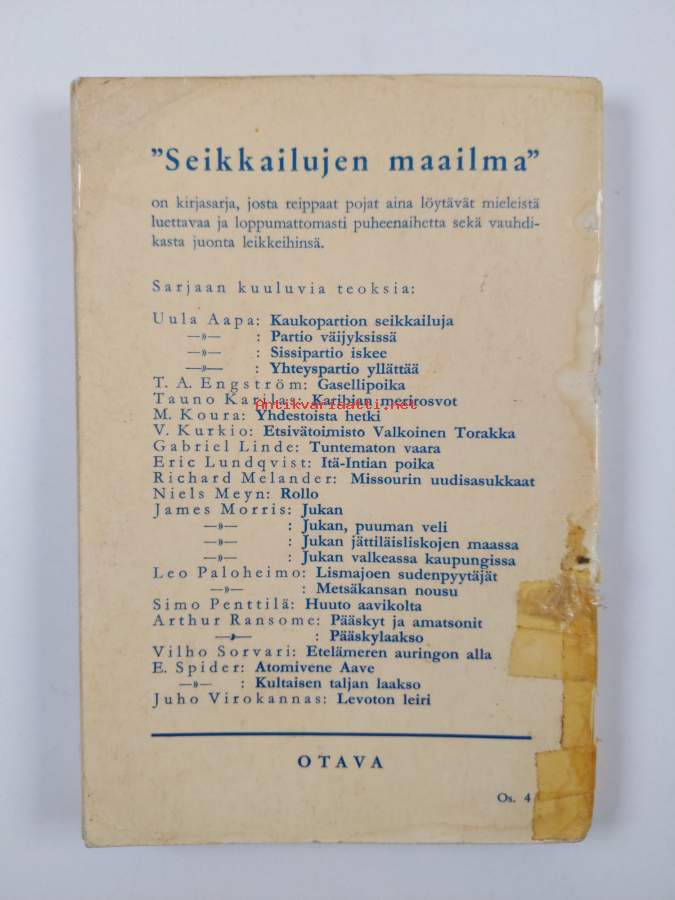 "Seikkailujen maailma"
on kirjasarja, josta reippaat pojat aina löytävät mieleistä
luettavaa ja loppumattomasti puheenaihetta sekä vauhdi-
kasta juonta leikkeihinsä.
Sarjaan kuuluvia teoksia:
Uula Aapa: Kaukopartion seikkailuja
—»— : Partio väijyksissä
—»— : Sissipartio iskee
—»— : Yhteyspartio yllättää
T. A. Engström: Gasellipoika
Tauno Karilas: Karibian merirosvot
Antikvariaatti.net
M. Koura: Yhdestoista hetki
V. Kurkio: Etsivätoimisto Valkoinen Torakka
Gabriel Linde: Tuntematon vaara
Eric Lundqvist: Itä-Intian poika
Richard Melander: Missourin uudisasukkaat
Niels Meyn: Rollo
James Morris: Jukan
—»— : Jukan, puuman veli
—»— : Jukan jättiläisliskojen maassa
—»— : Jukan valkeassa kaupungissa
Leo Paloheimo: Lismajoen sudenpyytäjät
—»— : Metsäkansan nousu
Simo Penttilä: Huuto aavikolta
Arthur Ransome: Pääskyt ja amatsonit
—»— : Pääskylaakso
Vilho Sorvari: Etelämeren auringon alla
E. Spider: Atomivene Aave
—»— : Kultaisen taljan laakso
Juho Virokannas: Levoton leiri
OTAVA
Os. 4